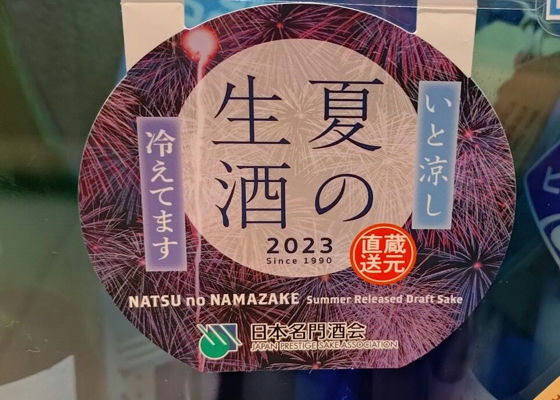 いと涼し
夏の
生酒
冷えてます
2023
Since 1990
蔵元
直送
NATSU no NAMAZAKE Summer Released Draft Sake
日本名門酒会
JAPAN PRESTIGE SAKE ASSOCIATION